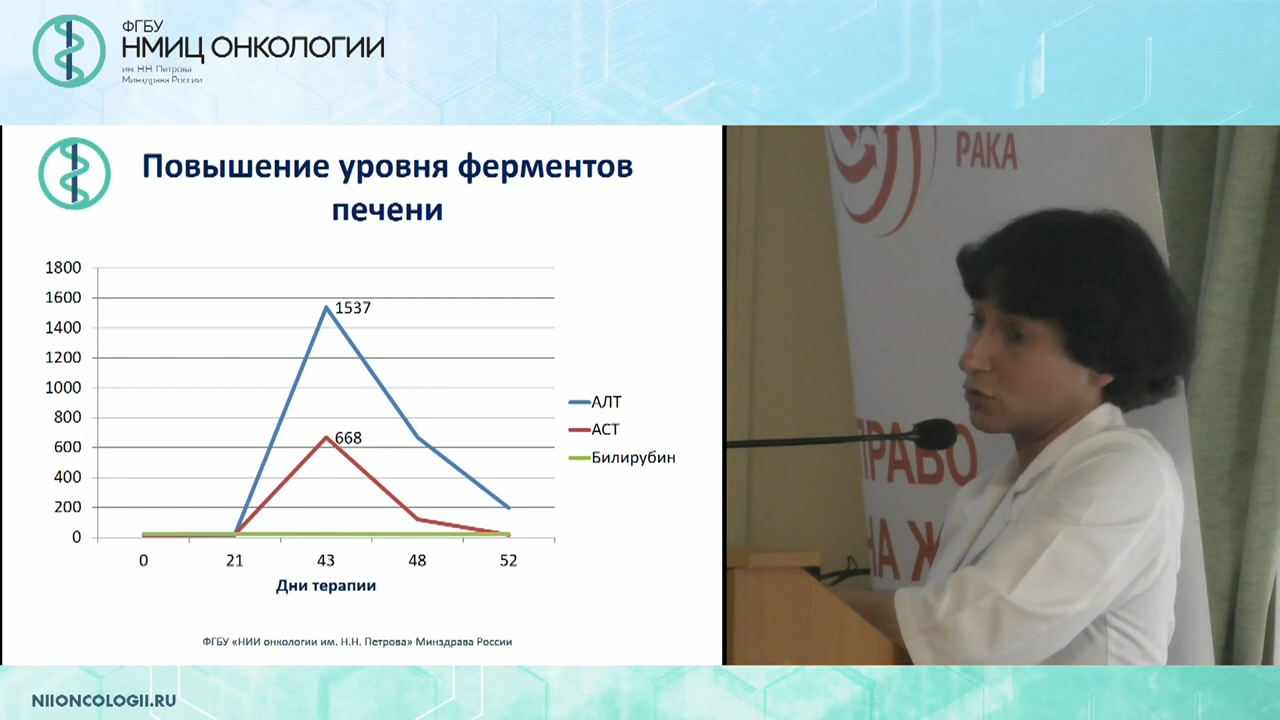 ФГБУ
НМИЦ ОНКОЛОГИИ
им. Н.Н. Петрова
Минздрава России
Повышение уровня ферментов
печени
1800
1600
1400
1200
1000
800
600
400
200
0
1537
668
АЛТ
АСТ
Билирубин
0 21 43 48 52
Дни терапии
ФГБУ «НИИ онкологии им. Н.Н. Петрова» Минздрава России
РАКА
ПРАВО
НА Ж
NIIONCOLOGII.RU